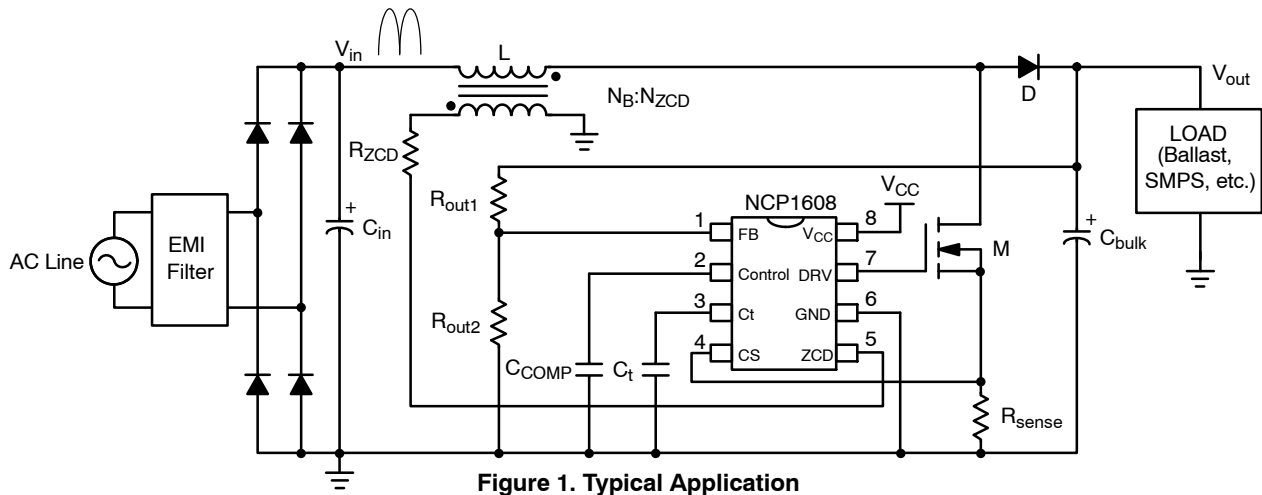 V_in
L
N_B:N_ZCD
D
V_out
LOAD
(Ballast,
SMPS, etc.)
R_ZCD
R_out1
V_CC
NCP1608
AC Line
EMI
Filter
+
C_in
1
FB
V_CC
8
2
Control
DRV
7
M
+
C_bulk
3
Ct
GND
6
R_out2
4
CS
ZCD
5
C_COMP
C_t
R_sense
Figure 1. Typical Application